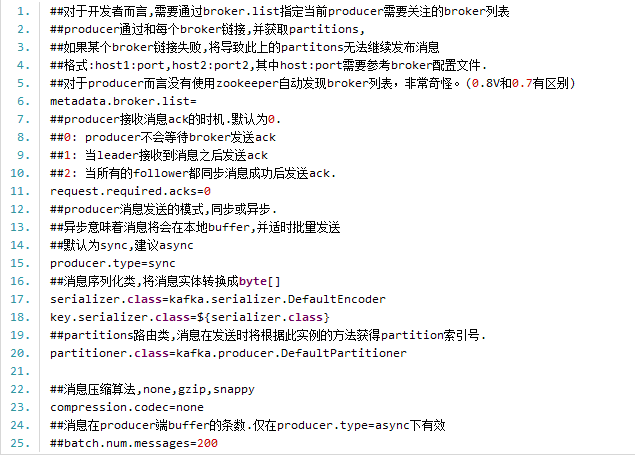 1. ##对于开发者而言,需要通过broker.list指定当前producer需要关注的broker列表
2. ##producer通过和每个broker链接,并获取partitions,
3. ##如果某个broker链接失败,将导致此上的partitons无法继续发布消息
4. ##格式:host1:port,host2:port2,其中host:port需要参考broker配置文件.
5. ##对于producer而言没有使用zookeeper自动发现broker列表，非常奇怪。(0.8V和0.7有区别)
6. metadata.broker.list=
7. ##producer接收消息ack的时机.默认为0.
8. ##0: producer不会等待broker发送ack
9. ##1: 当leader接收到消息之后发送ack
10. ##2: 当所有的follower都同步消息成功后发送ack.
11. request.required.acks=0
12. ##producer消息发送的模式,同步或异步.
13. ##异步意味着消息将会在本地buffer,并适时批量发送
14. ##默认为sync,建议async
15. producer.type=sync
16. ##消息序列化类,将消息实体转换成byte[]
17. serializer.class=kafka.serializer.DefaultEncoder
18. key.serializer.class=${serializer.class}
19. ##partitions路由类,消息在发送时将根据此实例的方法获得partition索引号.
20. partitioner.class=kafka.producer.DefaultPartitioner
21.
22. ##消息压缩算法,none,gzip,snappy
23. compression.codec=none
24. ##消息在producer端buffer的条数.仅在producer.type=async下有效
25. ##batch.num.messages=200